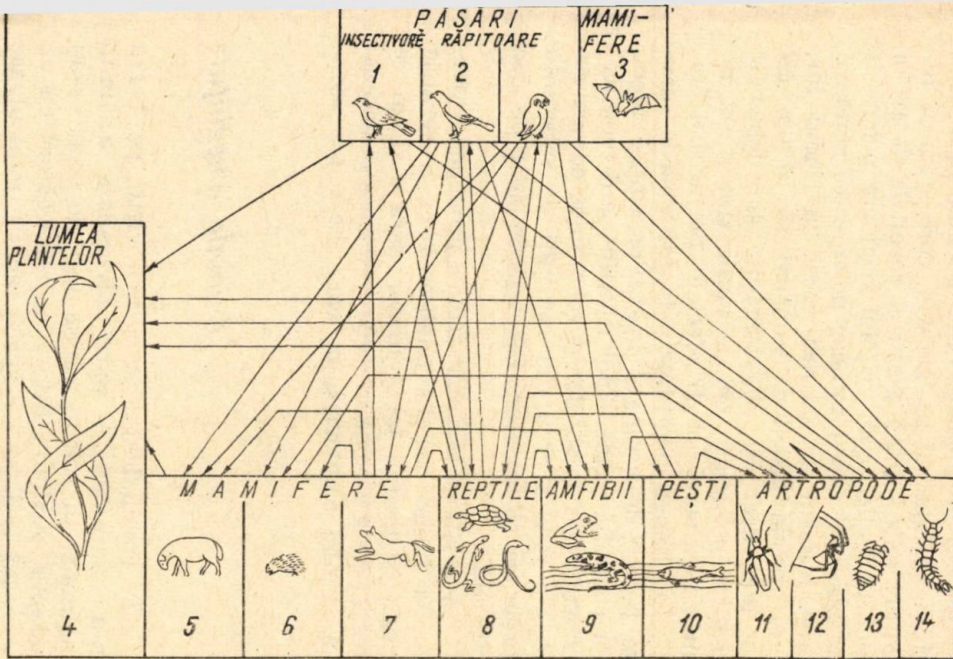 PĂSĂRI
INSECTIVORE RĂPITOARE
MAMI-
FERE
1 2 3
LUMEA
PLANTELOR
MAMIFERE REPTILE AMFIBII PEȘTI ARTROPODE
4 5 6 7 8 9 10 11 12 13 14